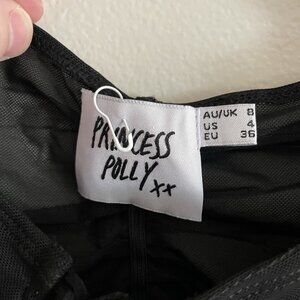 PRINCESS
POLLY xx
AU/UK 8
US 4
EU 36